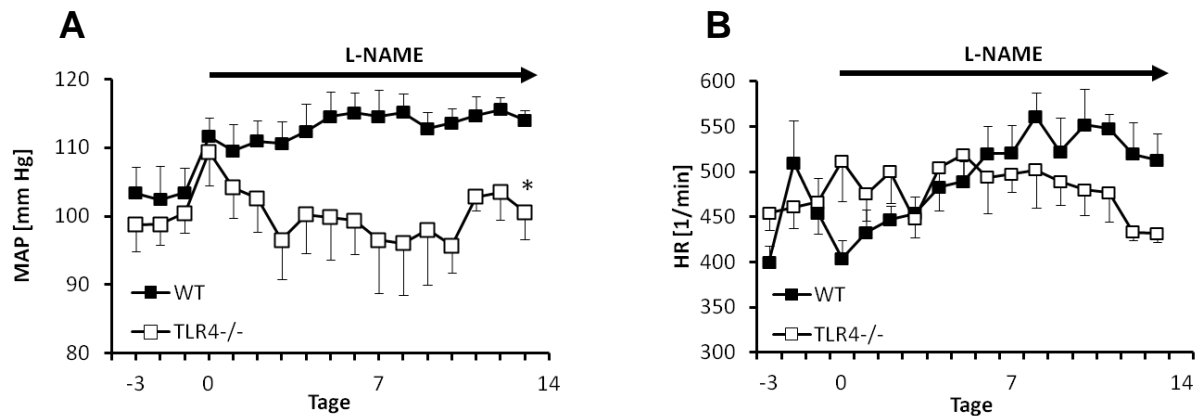 A
L-NAME
MAP [mm Hg]
120
110
100
90
80
*
WT
TLR4-/-
-3 0 7 14
Tage
B
L-NAME
HR [1/min]
600
550
500
450
400
350
300
WT
TLR4-/-
-3 0 7 14
Tage